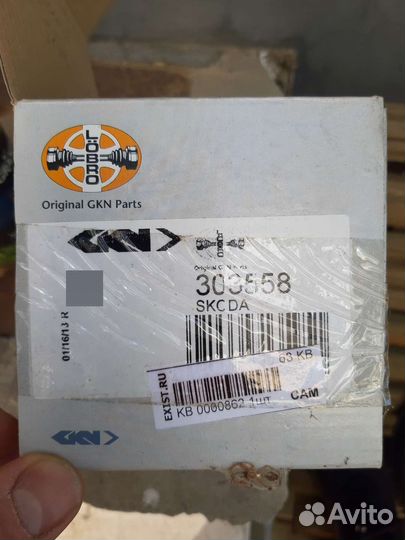 LÖBRO
Original GKN Parts
GKN
Original GKN Parts
303558
SKODA
01/16/13 R
63 KB
EXIST.RU
KB 0000862 1шт
CAM
GKN
Avito